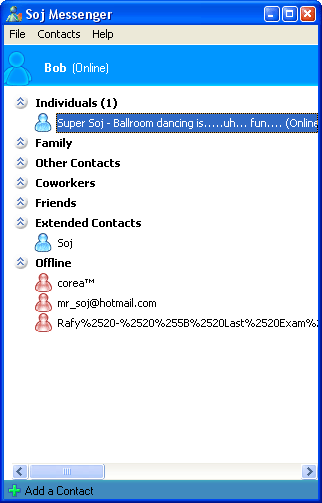 Soj Messenger
File Contacts Help
Bob (Online)
Individuals (1)
Super Soj - Ballroom dancing is.....uh... fun.... (Online
Family
Other Contacts
Coworkers
Friends
Extended Contacts
Soj
Offline
corea™
mr_soj@hotmail.com
Rafy%2520-%2520%255B%2520Last%2520Exam%
Add a Contact